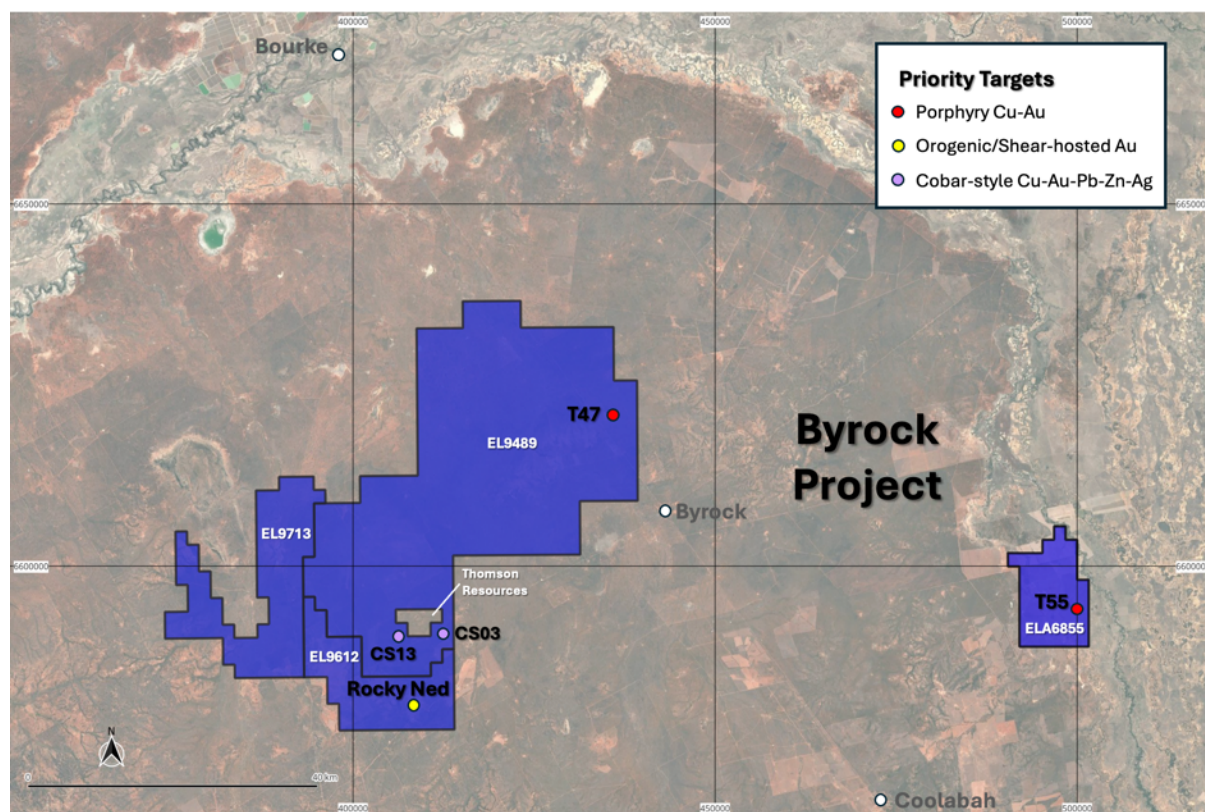 400000
450000
500000
Bourke
Priority Targets
Porphyry Cu-Au
Orogenic/Shear-hosted Au
Cobar-style Cu-Au-Pb-Zn-Ag
6650000
6650000
T47
EL9489
Byrock
Project
Byrock
EL9713
6600000
6600000
Thomson
Resources
T55
ELA6855
CS03
CS13
EL9612
Rocky Ned
N
0
40 km
400000
450000
500000
Coolabah